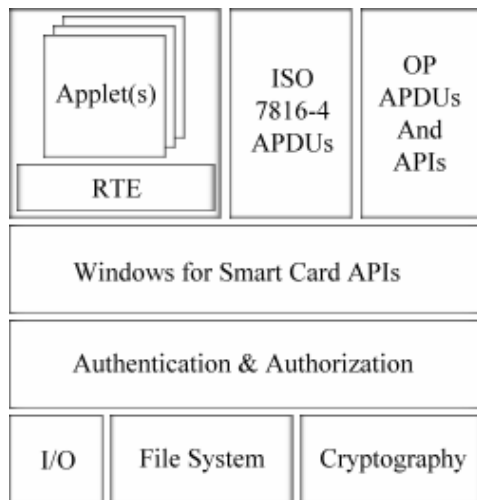 Applet(s)
RTE
ISO
7816-4
APDUs
OP
APDUs
And
APIs
Windows for Smart Card APIs
Authentication & Authorization
I/O
File System
Cryptography